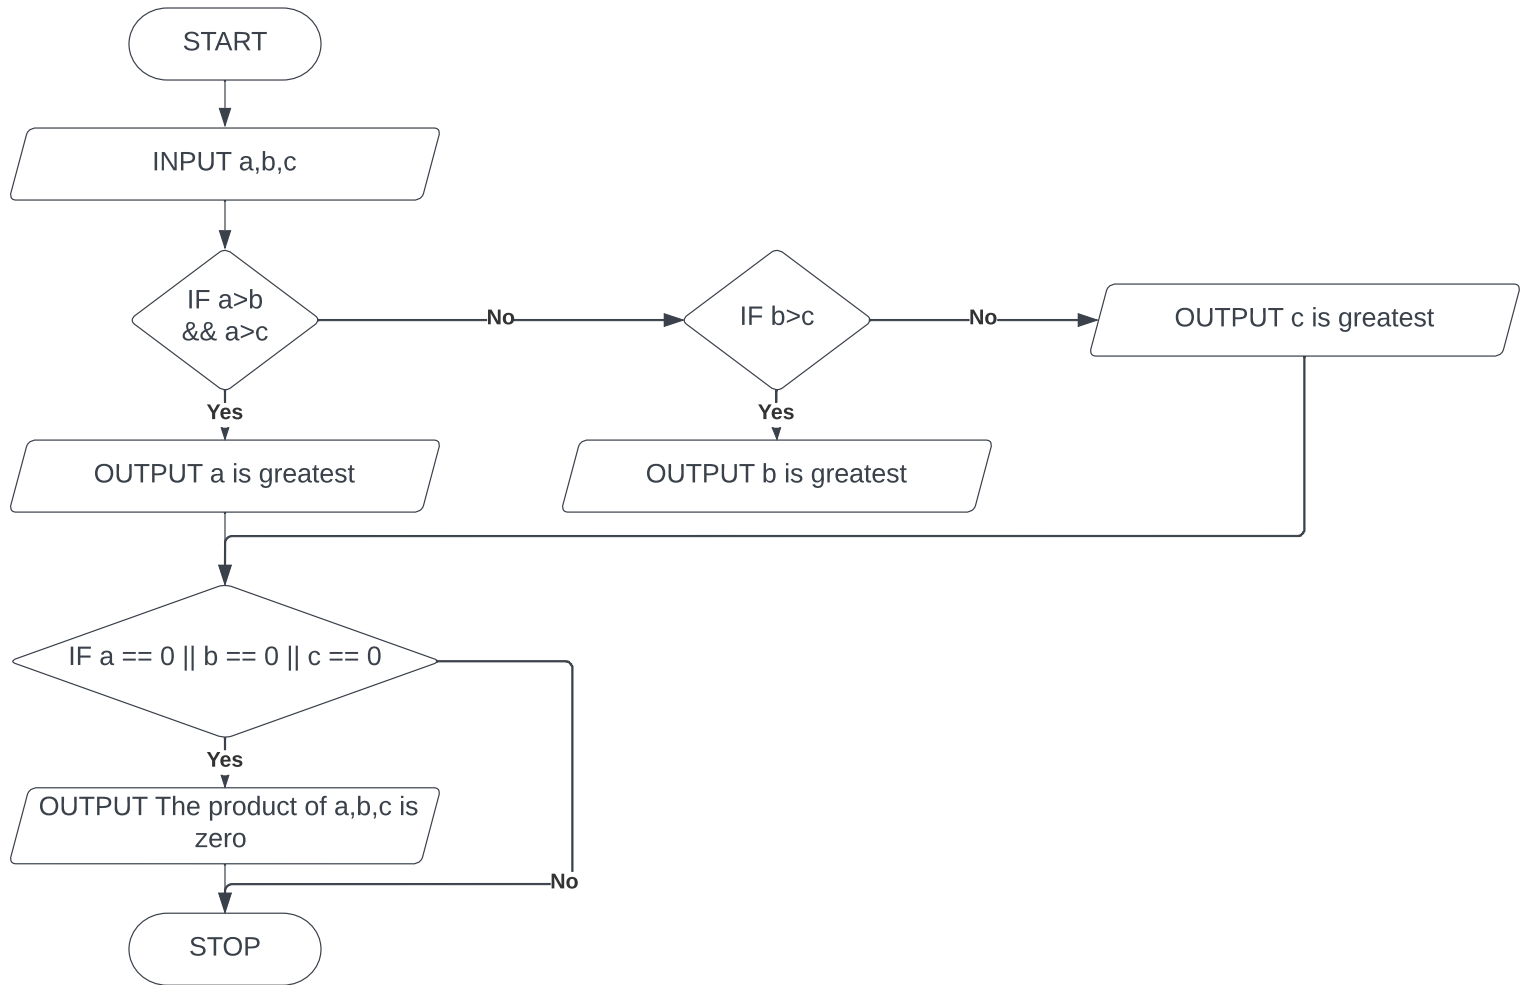 START
INPUT a,b,c
IF a>b
&& a>c
No
IF b>c
No
OUTPUT c is greatest
Yes
Yes
OUTPUT a is greatest
OUTPUT b is greatest
IF a == 0 || b == 0 || c == 0
Yes
OUTPUT The product of a,b,c is
zero
No
STOP